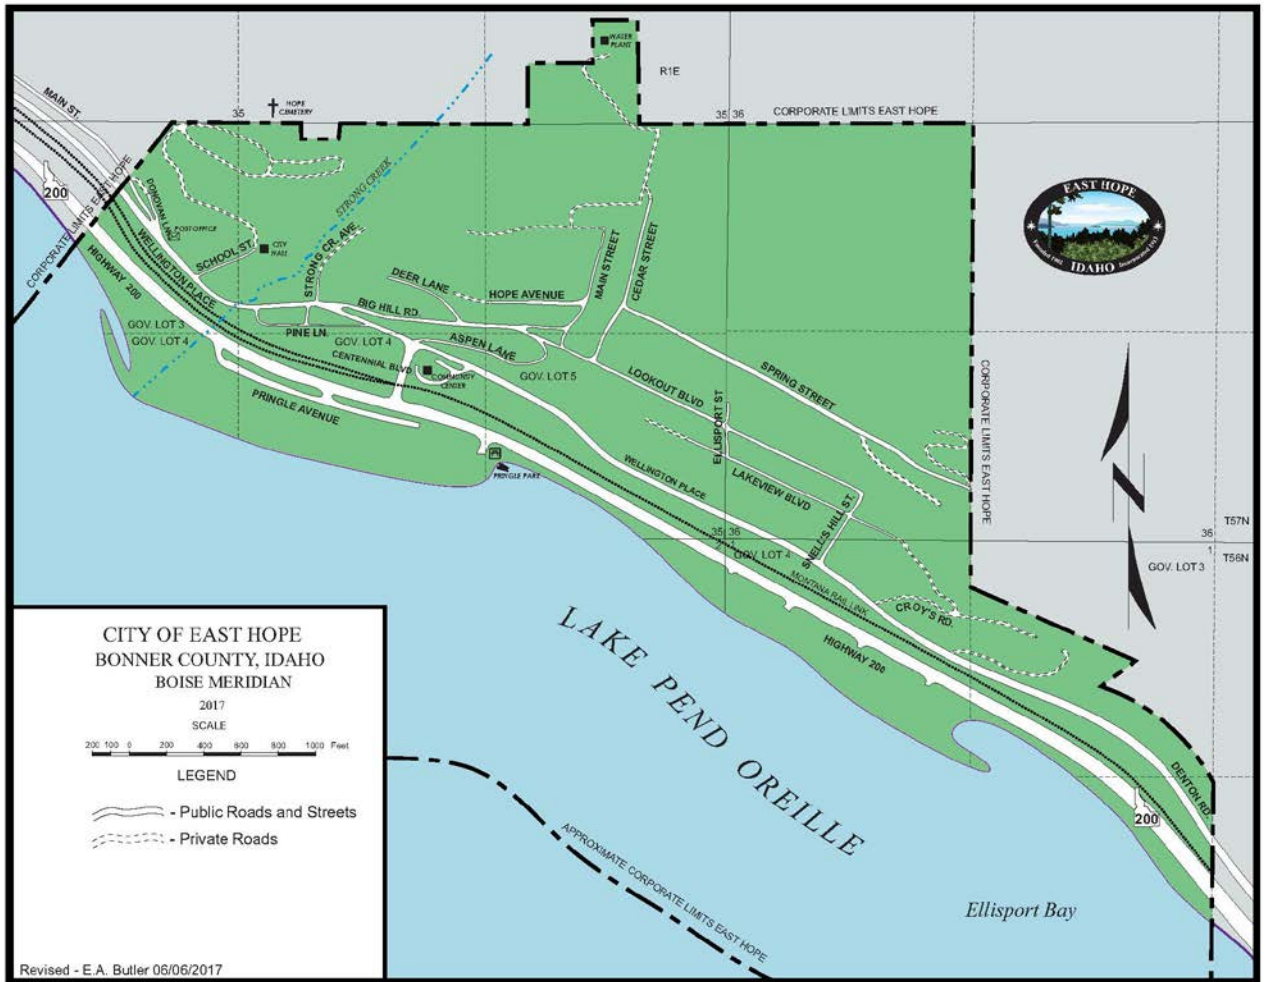 WATER
PLANT
R1E
MAIN ST.
35
HOPE
CEMETERY
35 36
CORPORATE LIMITS EAST HOPE
200
CORPORATE LIMITS EAST HOPE
STRONG CREEK
DONOVAN LN.
POST OFFICE
WELLINGTON PLACE
SCHOOL ST.
CITY
HALL
STRONG CR. AVE
HIGHWAY 200
DEER LANE
HOPE AVENUE
MAIN STREET
CEDAR STREET
EAST HOPE
Founded 1902
IDAHO
BIG HILL RD.
GOV. LOT 3
GOV. LOT 4
PINE LN.
GOV. LOT 4
ASPEN LANE
CENTENNIAL BLVD
COMMUNITY
CENTER
GOV. LOT 5
LOOKOUT BLVD
SPRING STREET
PRINGLE AVENUE
ELLISPORT ST
CORPORATE LIMITS EAST HOPE
PRINGLE PARK
WELLINGTON PLACE
LAKEVIEW BLVD
SNELL'S HILL ST.
35 36
GOV. LOT 4
T57N
36
1
T56N
GOV. LOT 3
MONTANA RAIL LINK
CROY'S RD.
HIGHWAY 200
LAKE PEND OREILLE
DENTON RD.
200
APPROXIMATE CORPORATE LIMITS EAST HOPE
Ellisport Bay
CITY OF EAST HOPE
BONNER COUNTY, IDAHO
BOISE MERIDIAN
2017
SCALE
200 100 0 200 400 600 800 1000 Feet
LEGEND
- Public Roads and Streets
- Private Roads
Revised - E.A. Butler 06/06/2017